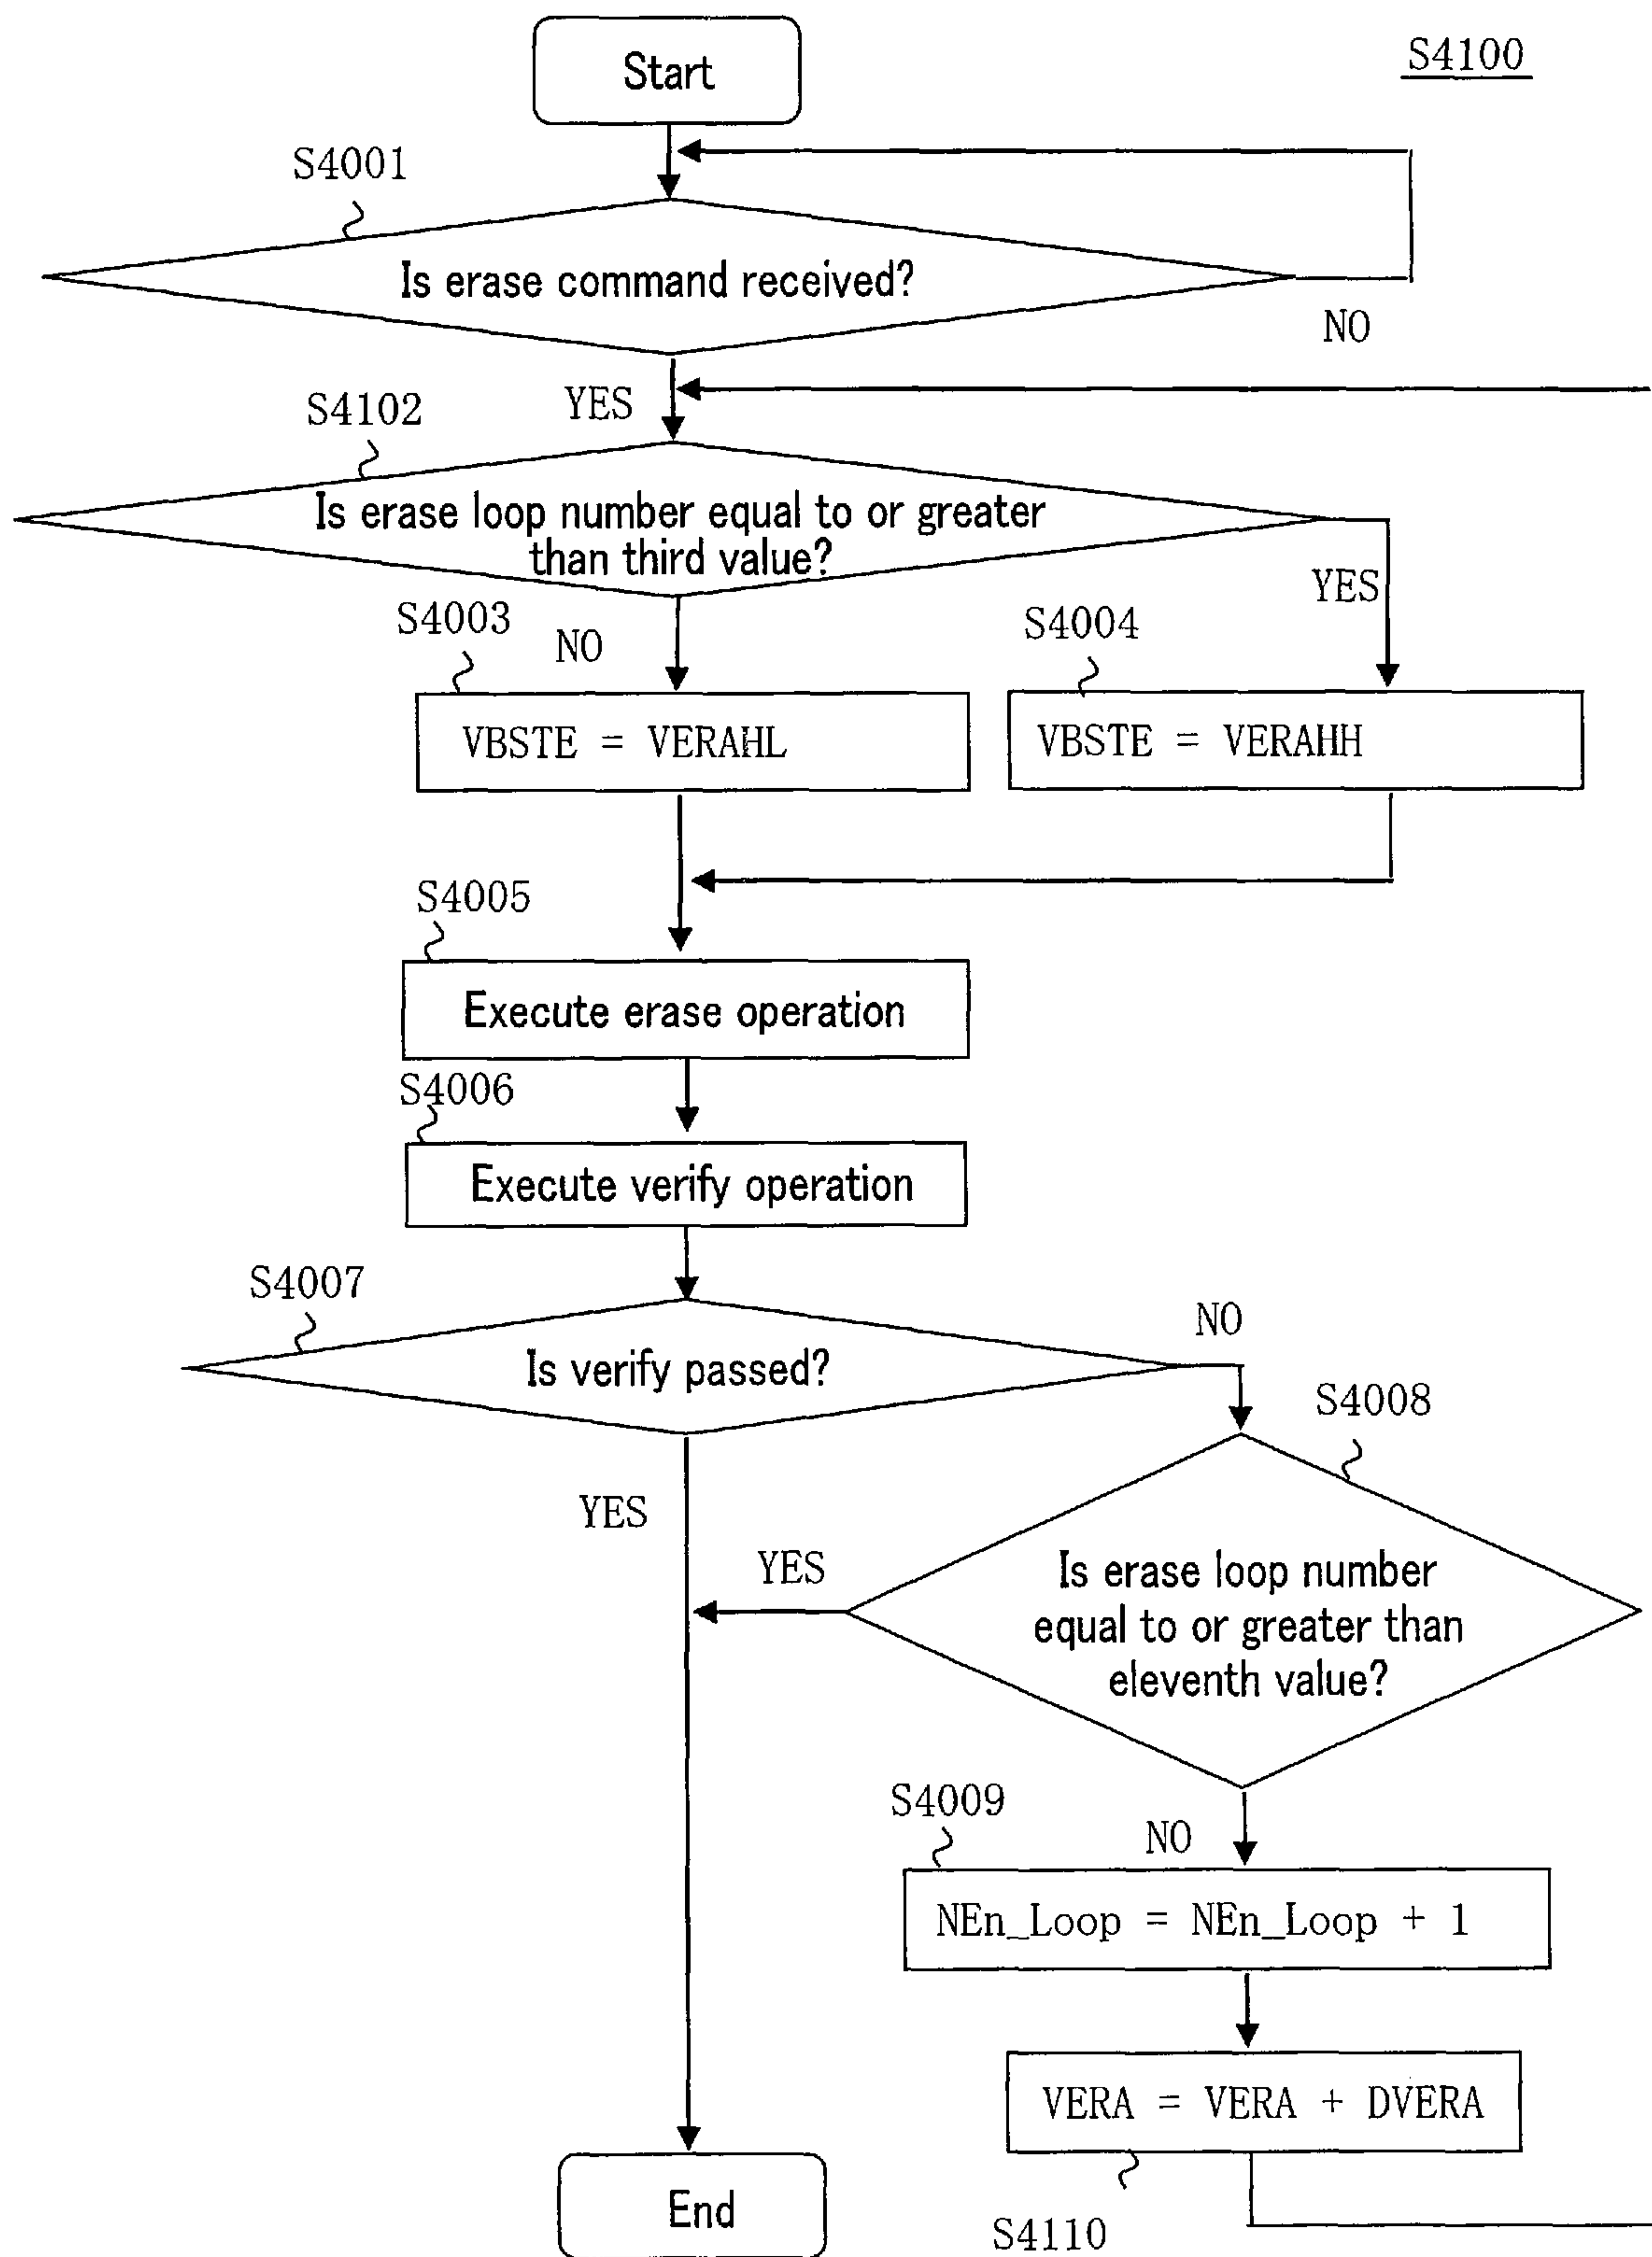 Start
S4100
S4001
Is erase command received?
NO
YES
S4102
Is erase loop number equal to or greater
than third value?
YES
S4003
NO
S4004
VBSTE = VERAHL
VBSTE = VERAHH
S4005
Execute erase operation
S4006
Execute verify operation
S4007
NO
Is verify passed?
S4008
YES
YES
Is erase loop number
equal to or greater than
eleventh value?
S4009
NO
NEn_Loop = NEn_Loop + 1
VERA = VERA + DVERA
End
S4110